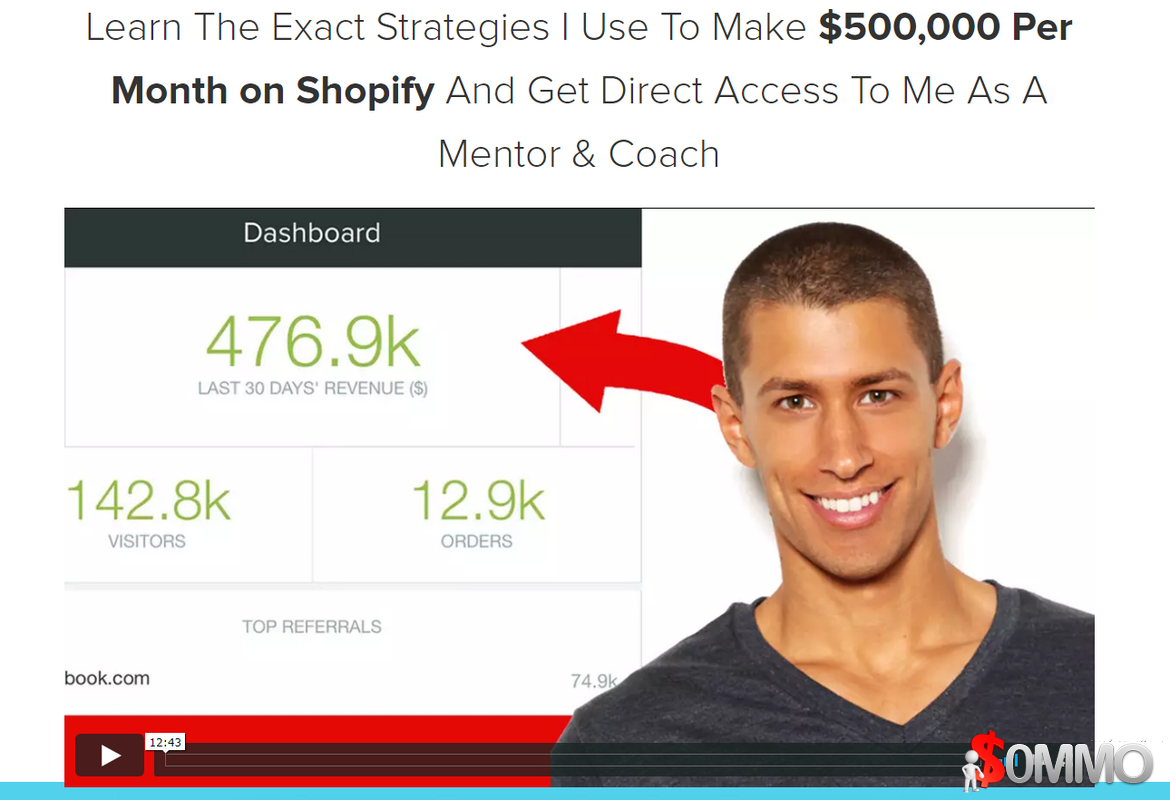 Learn The Exact Strategies I Use To Make $500,000 Per
Month on Shopify And Get Direct Access To Me As A
Mentor & Coach
Dashboard
476.9k
LAST 30 DAYS' REVENUE ($)
142.8k
VISITORS
12.9k
ORDERS
TOP REFERRALS
book.com 74.9k
12:43
$OMMO